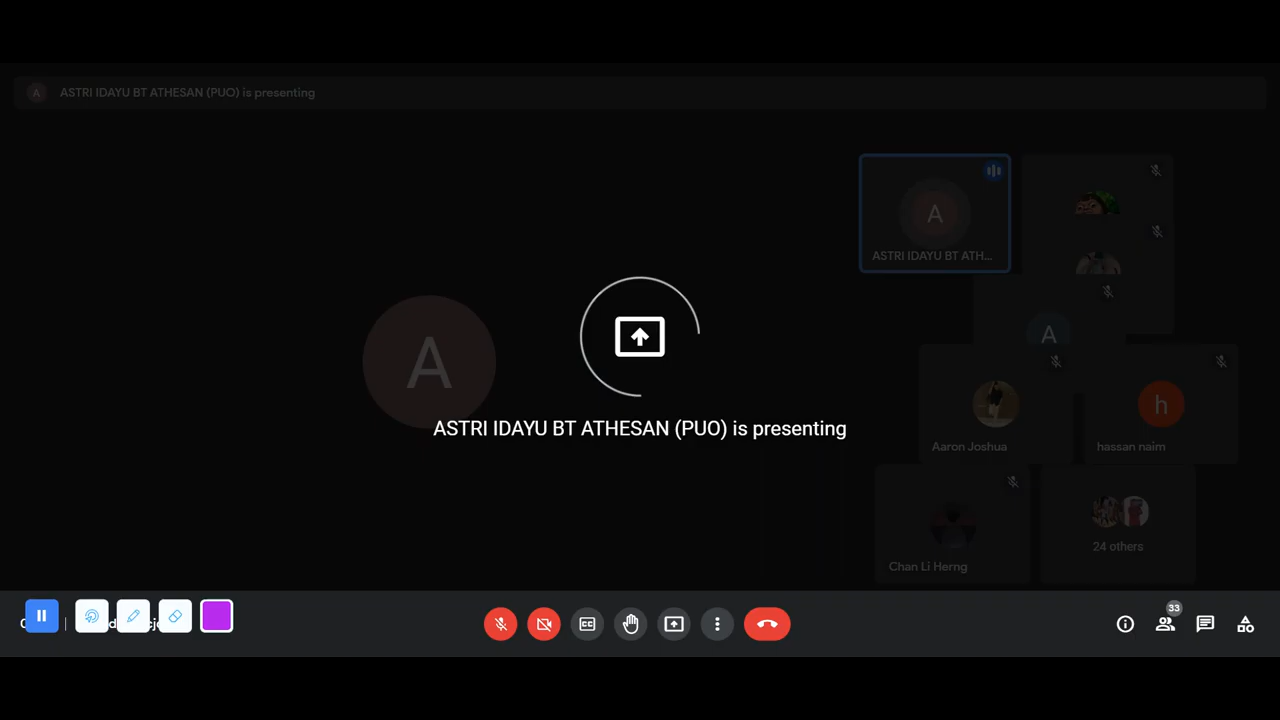 A
ASTRI IDAYU BT ATHESAN (PUO) is presenting
A
ASTRI IDAYU BT ATH...
A
A
ASTRI IDAYU BT ATHESAN (PUO) is presenting
Aaron Joshua
h
hassan naim
Chan Li Herng
24 others
CC
33